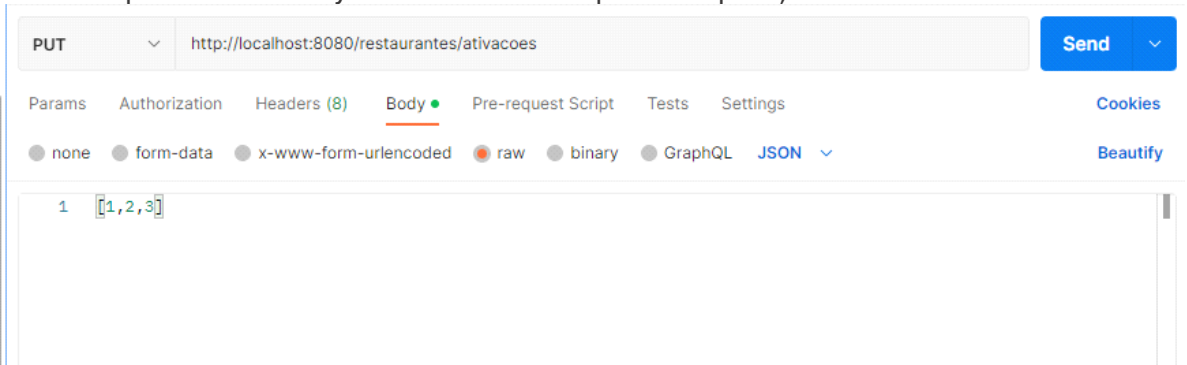 PUT http://localhost:8080/restaurantes/ativacoes Send
Params Authorization Headers (8) Body Pre-request Script Tests Settings Cookies
none form-data x-www-form-urlencoded raw binary GraphQL JSON Beautify
1 [1,2,3]